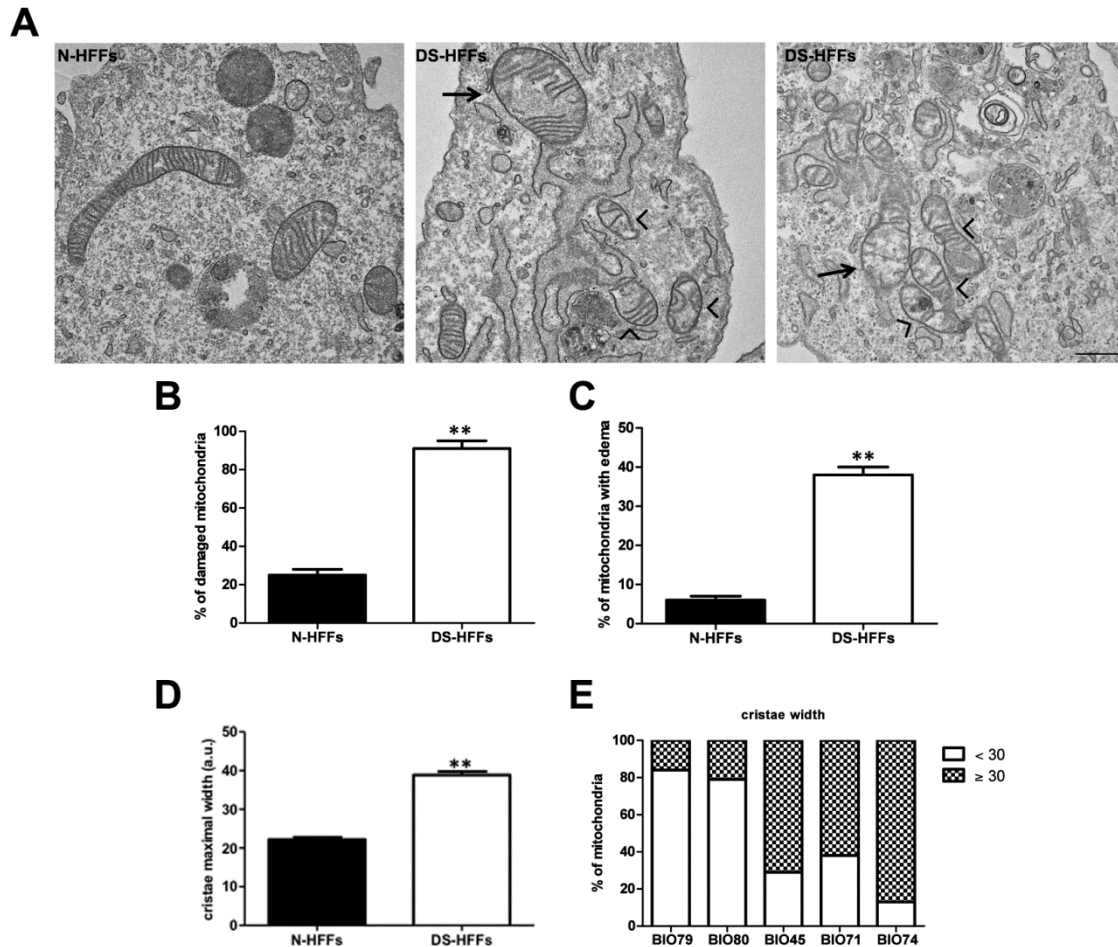 A
N-HFFs
DS-HFFs
DS-HFFs
B
% of damaged mitochondria
100
80
60
40
20
0
**
N-HFFs
DS-HFFs
C
% of mitochondria with edema
50
40
30
20
10
0
**
N-HFFs
DS-HFFs
D
cristae maximal width (a.u.)
50
40
30
20
10
0
**
N-HFFs
DS-HFFs
E
cristae width
% of mitochondria
100
80
60
40
20
0
BIO79 BIO80 BIO45 BIO71 BIO74
< 30
≥ 30